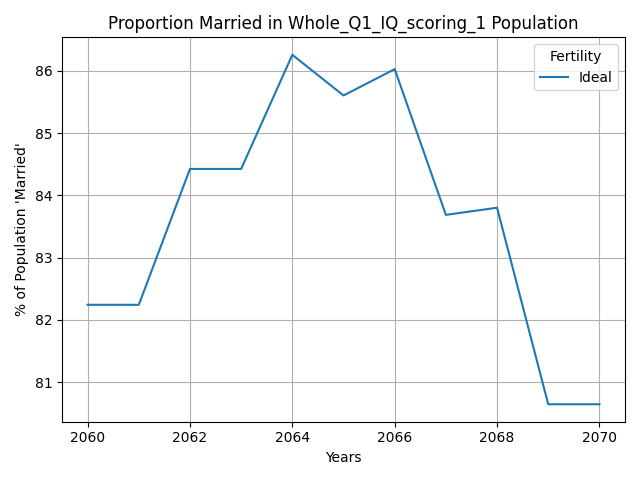 Proportion Married in Whole_Q1_IQ_scoring_1 Population
Fertility
Ideal
% of Population 'Married'
86
85
84
83
82
81
2060 2062 2064 2066 2068 2070
Years